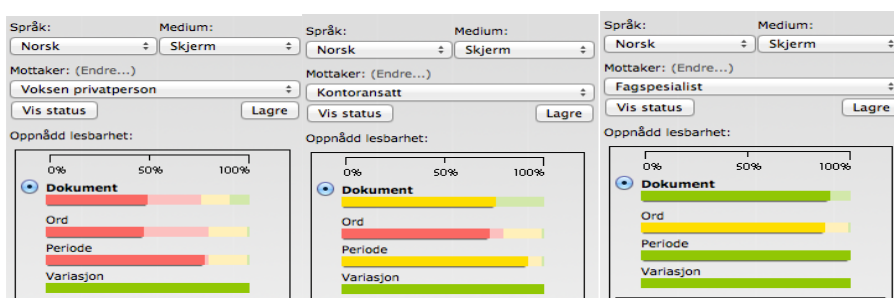 Språk: Medium:
Norsk Skjerm
Mottaker: (Endre...)
Voksen privatperson
Vis status Lagre
Oppnådd lesbarhet:
0% 50% 100%
Dokument
Ord
Periode
Variasjon
Språk: Medium:
Norsk Skjerm
Mottaker: (Endre...)
Kontoransatt
Vis status Lagre
Oppnådd lesbarhet:
0% 50% 100%
Dokument
Ord
Periode
Variasjon
Språk: Medium:
Norsk Skjerm
Mottaker: (Endre...)
Fagspesialist
Vis status Lagre
Oppnådd lesbarhet:
0% 50% 100%
Dokument
Ord
Periode
Variasjon